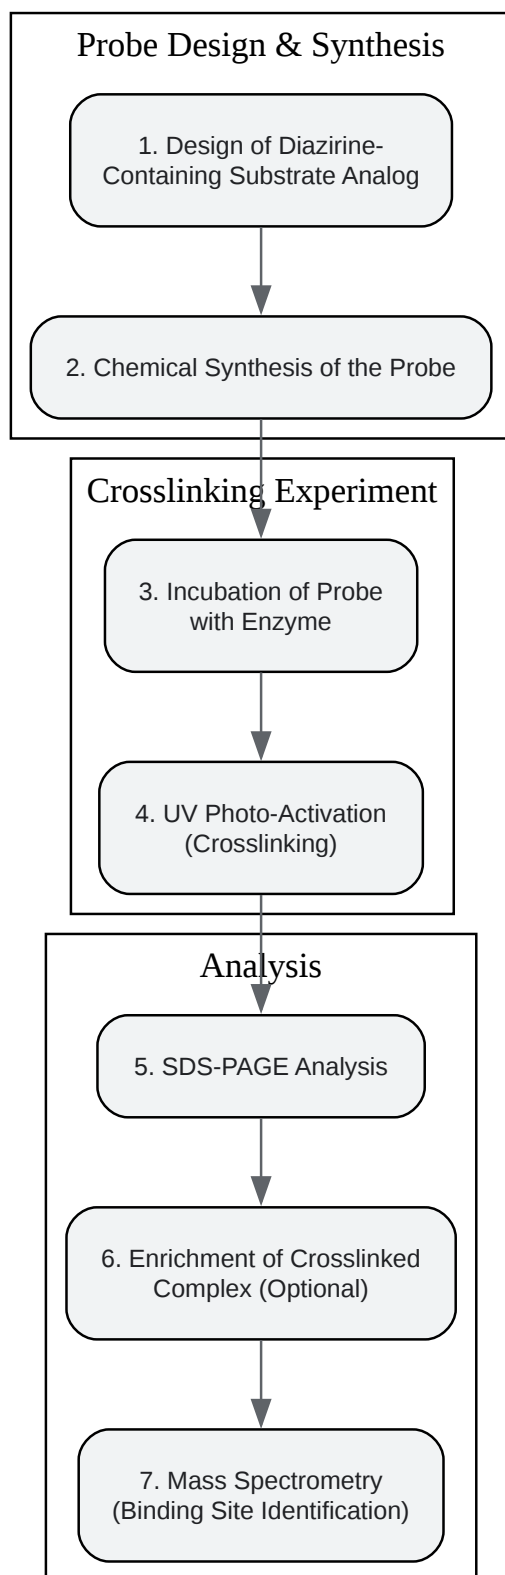 Probe Design & Synthesis
1. Design of Diazirine-
Containing Substrate Analog
2. Chemical Synthesis of the Probe
Crosslinking Experiment
3. Incubation of Probe
with Enzyme
4. UV Photo-Activation
(Crosslinking)
Analysis
5. SDS-PAGE Analysis
6. Enrichment of Crosslinked
Complex (Optional)
7. Mass Spectrometry
(Binding Site Identification)